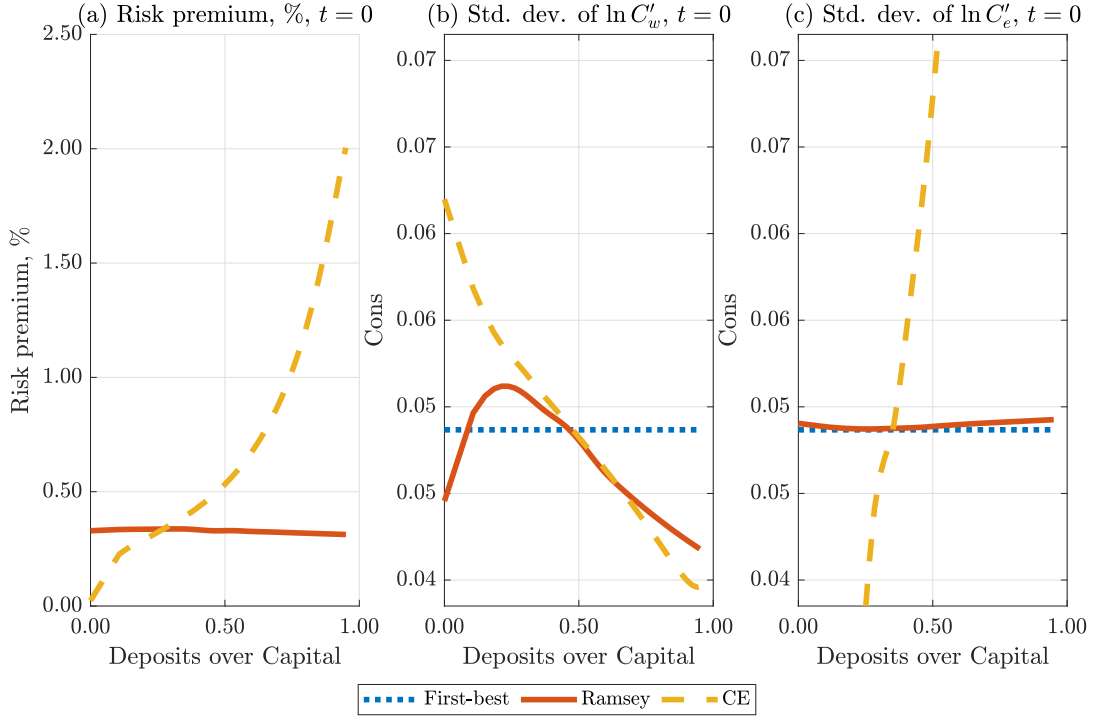 (a) Risk premium, %, t = 0
(b) Std. dev. of ln C′w, t = 0
(c) Std. dev. of ln C′e, t = 0
2.50
2.00
1.50
1.00
0.50
0.00
Risk premium, %
0.00 0.50 1.00
Deposits over Capital
0.07
0.07
0.06
0.06
0.05
0.05
0.04
Cons
0.00 0.50 1.00
Deposits over Capital
0.07
0.07
0.06
0.06
0.05
0.05
0.04
Cons
0.00 0.50 1.00
Deposits over Capital
First-best Ramsey CE